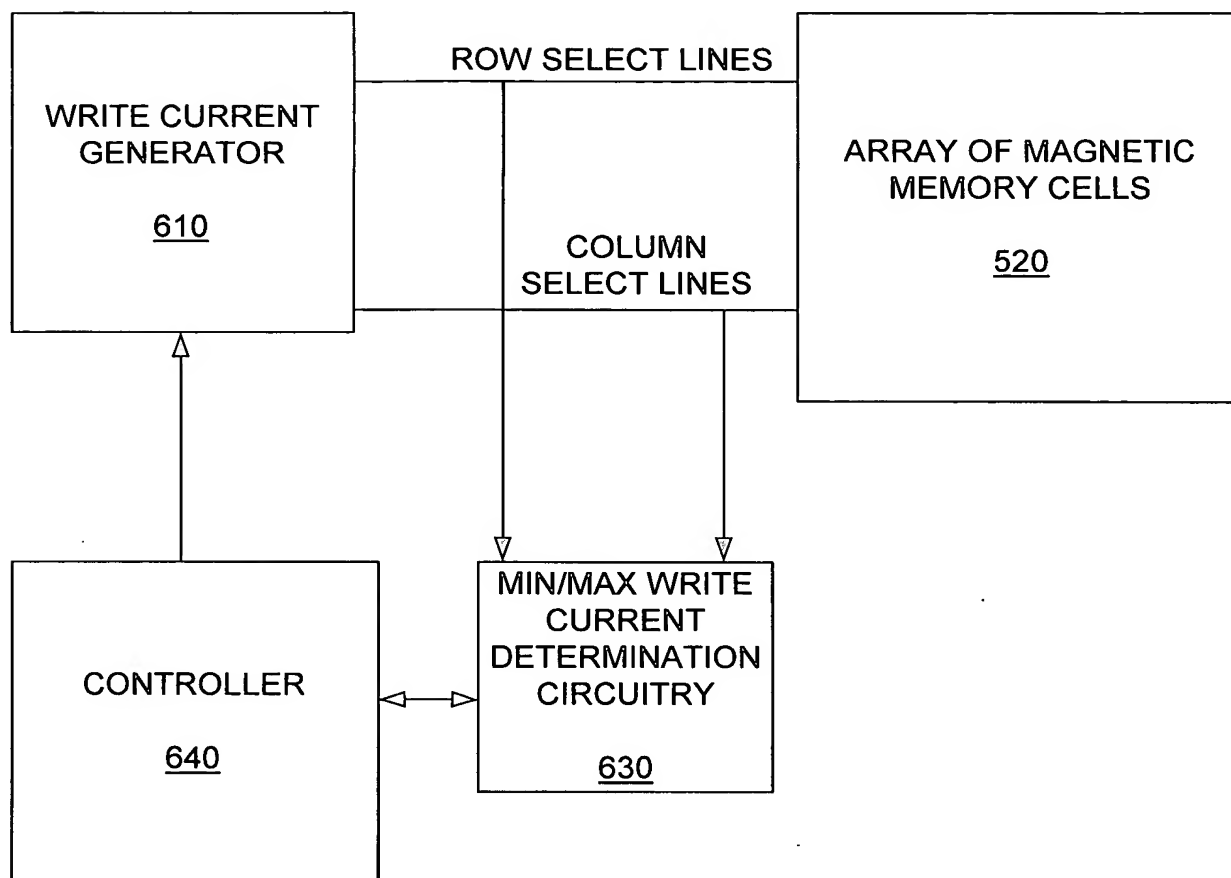 ROW SELECT LINES
WRITE CURRENT
GENERATOR
610
ARRAY OF MAGNETIC
MEMORY CELLS
520
COLUMN
SELECT LINES
MIN/MAX WRITE
CURRENT
DETERMINATION
CIRCUITRY
630
CONTROLLER
640